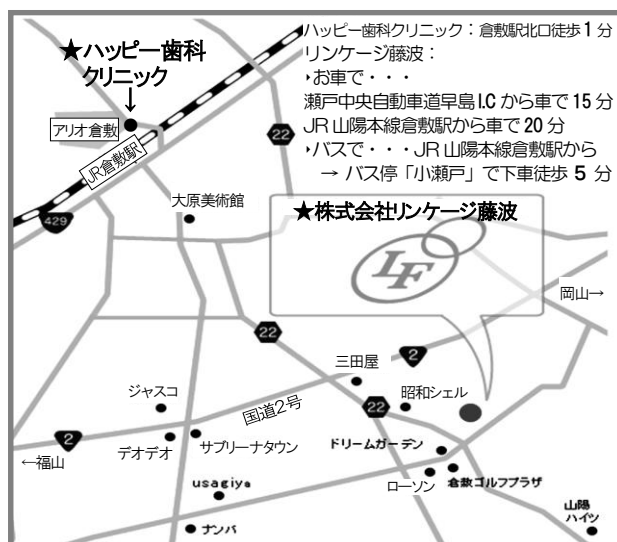 ハッピー歯科クリニック：倉敷駅北口徒歩1分
リンケージ藤波：
・お車で・・・
瀬戸中央自動車道早島I.Cから車で15分
JR山陽本線倉敷駅から車で20分
・バスで・・・JR山陽本線倉敷駅から
→ バス停「小瀬戸」で下車徒歩 5 分
★ハッピー歯科
クリニック
アリオ倉敷
JR倉敷駅
22
大原美術館
429
★株式会社リンケージ藤波
LF
岡山→
22
2
三田屋
22
昭和シェル
ジャスコ
国道2号
2
←福山
デオデオ
サブリーナタウン
ドリームガーデン
ローソン
倉敷ゴルフプラザ
usagiya
ナンバ
山陽
ハイツ